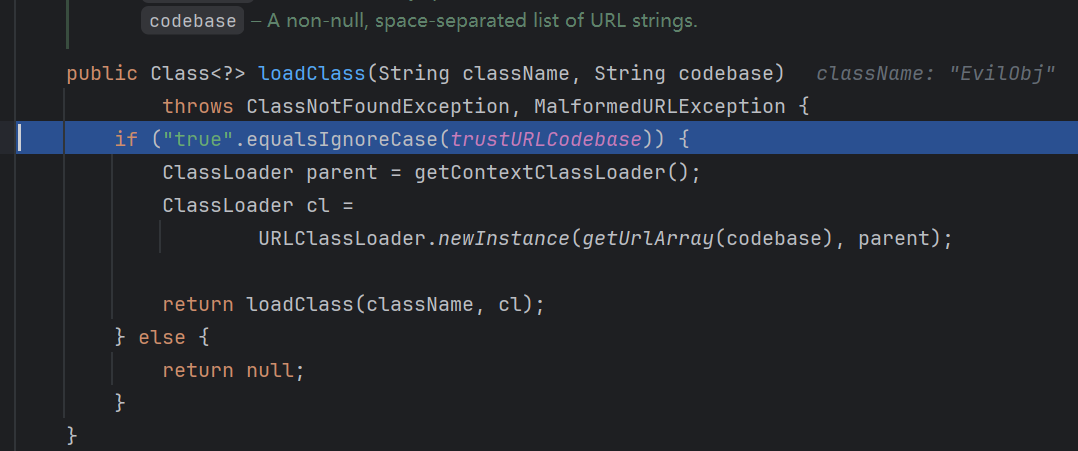 codebase – A non-null, space-separated list of URL strings.
public Class<?> loadClass(String className, String codebase)   className: "EvilObj"
        throws ClassNotFoundException, MalformedURLException {
    if ("true".equalsIgnoreCase(trustURLCodebase)) {
        ClassLoader parent = getContextClassLoader();
        ClassLoader cl =
                URLClassLoader.newInstance(getUrlArray(codebase), parent);

        return loadClass(className, cl);
    } else {
        return null;
    }
}